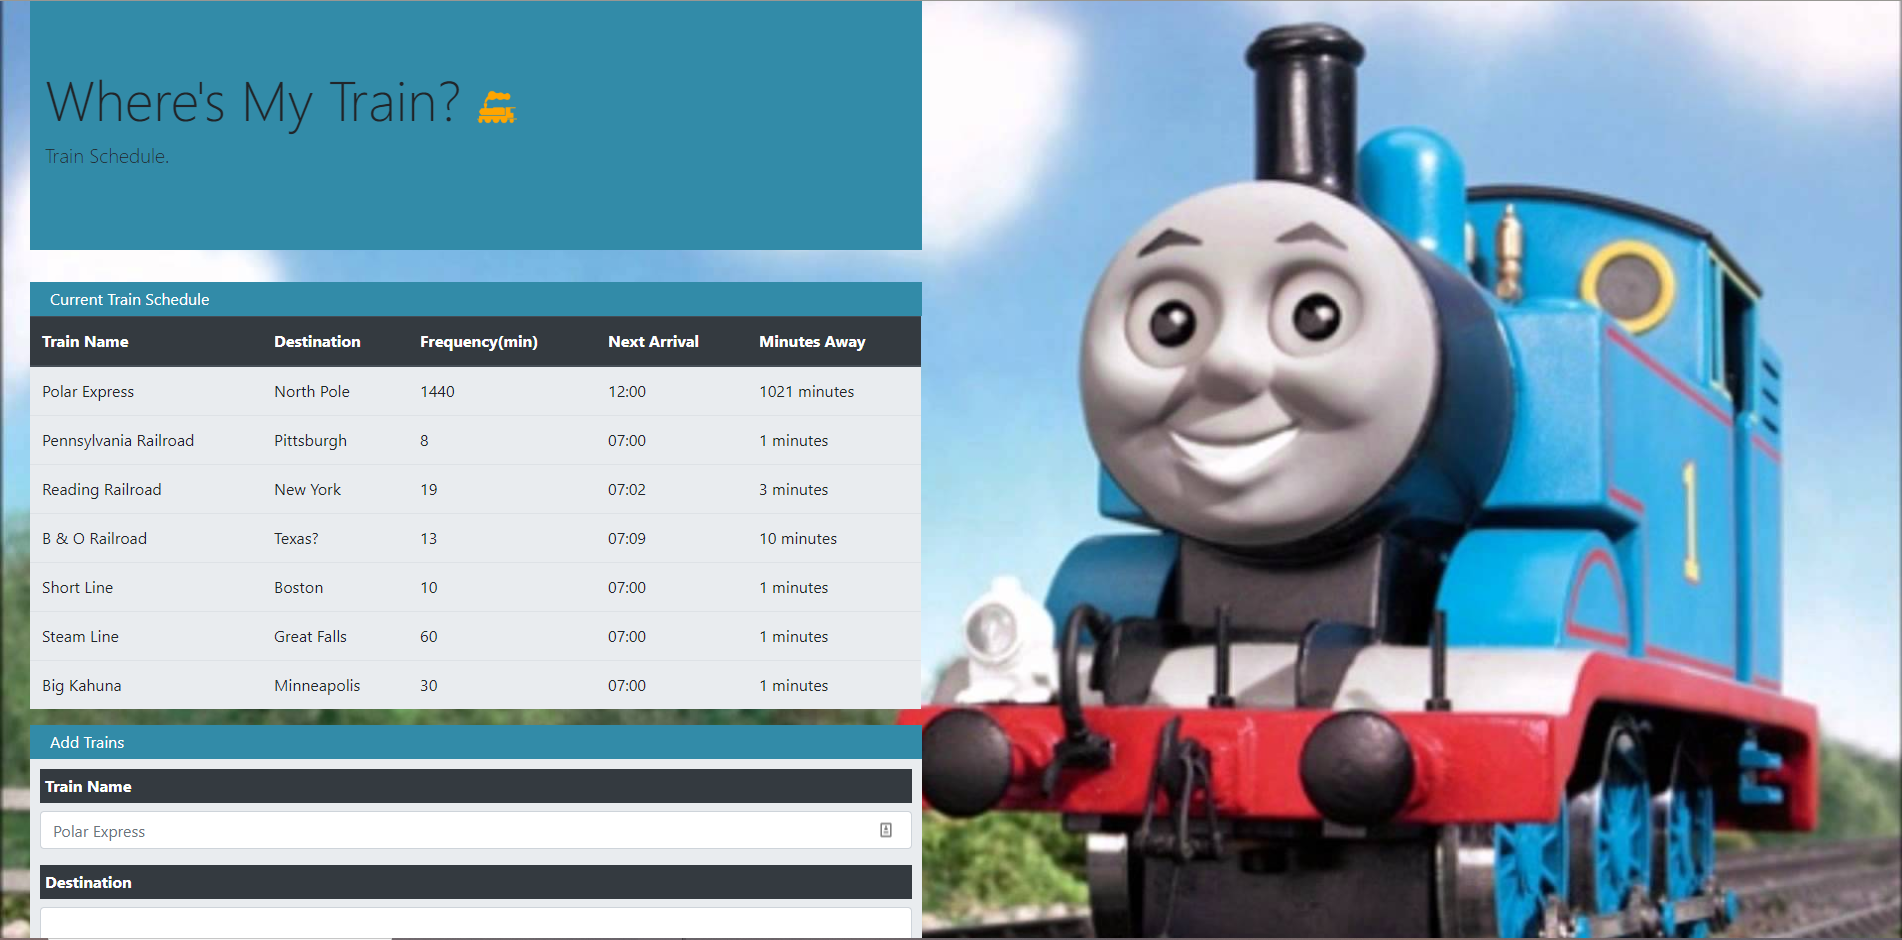 Where's My Train?
Train Schedule.
Current Train Schedule
Train Name Destination Frequency(min) Next Arrival Minutes Away
Polar Express North Pole 1440 12:00 1021 minutes
Pennsylvania Railroad Pittsburgh 8 07:00 1 minutes
Reading Railroad New York 19 07:02 3 minutes
B & O Railroad Texas? 13 07:09 10 minutes
Short Line Boston 10 07:00 1 minutes
Steam Line Great Falls 60 07:00 1 minutes
Big Kahuna Minneapolis 30 07:00 1 minutes
Add Trains
Train Name
Polar Express
Destination
1